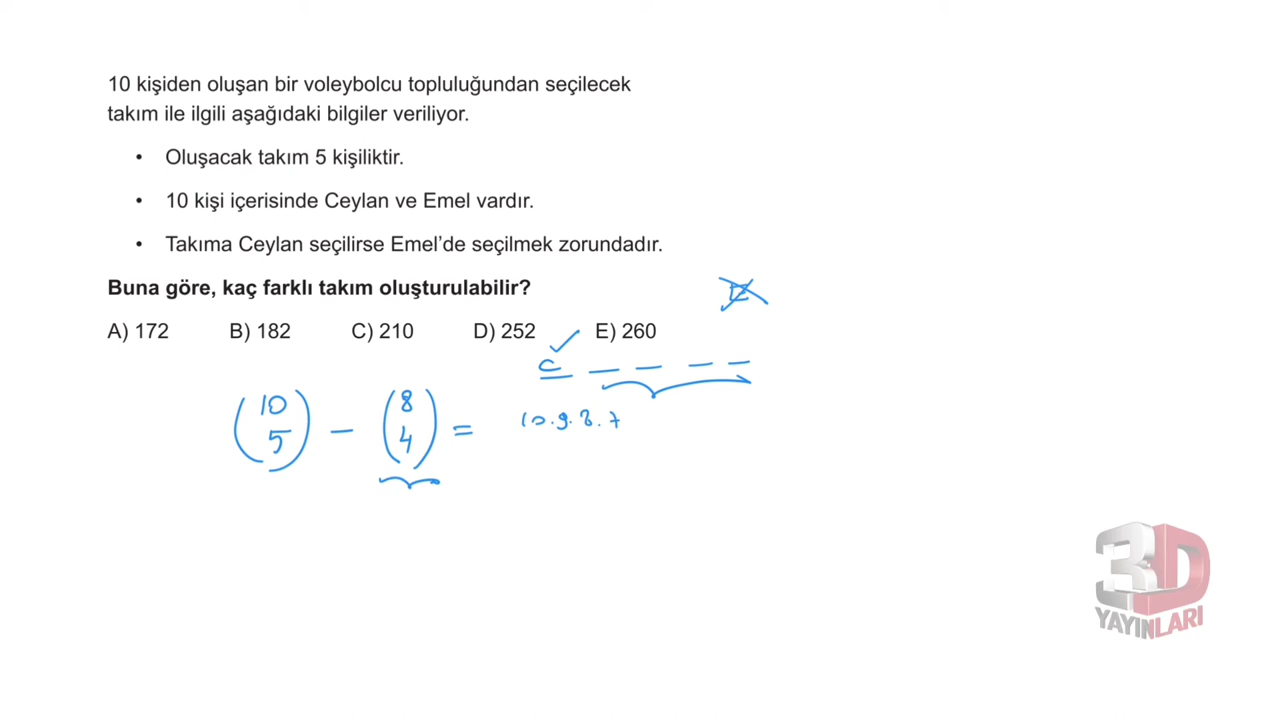 10 kişiden oluşan bir voleybolcu topluluğundan seçilecek
takım ile ilgili aşağıdaki bilgiler veriliyor.
• Oluşacak takım 5 kişiliktir.
• 10 kişi içerisinde Ceylan ve Emel vardır.
• Takıma Ceylan seçilirse Emel’de seçilmek zorundadır.
Buna göre, kaç farklı takım oluşturulabilir?
E
A) 172 B) 182 C) 210 D) 252 E) 260
C
(10 5) - (8 4) = 10.9.8.7
3D
YAYINLARI